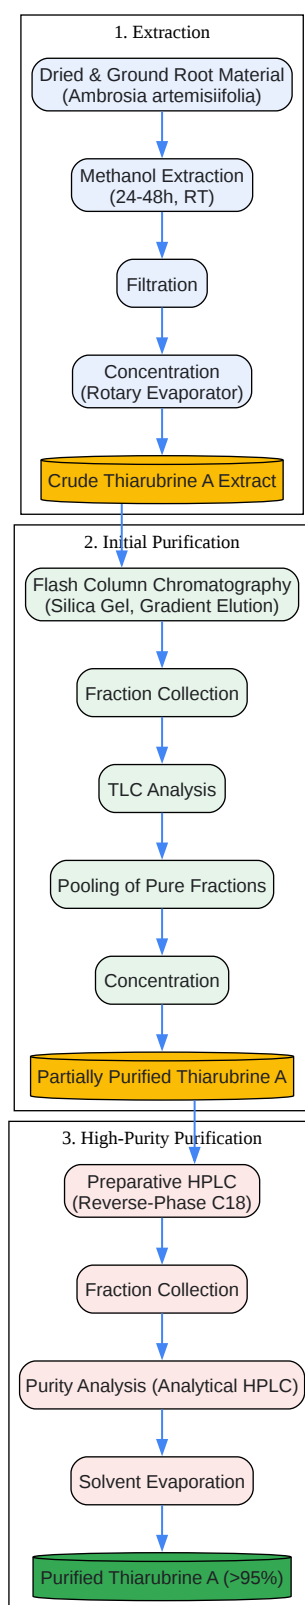 1. Extraction
Dried & Ground Root Material
(Ambrosia artemisiifolia)
Methanol Extraction
(24-48h, RT)
Filtration
Concentration
(Rotary Evaporator)
Crude Thiarubrine A Extract
2. Initial Purification
Flash Column Chromatography
(Silica Gel, Gradient Elution)
Fraction Collection
TLC Analysis
Pooling of Pure Fractions
Concentration
Partially Purified Thiarubrine A
3. High-Purity Purification
Preparative HPLC
(Reverse-Phase C18)
Fraction Collection
Purity Analysis (Analytical HPLC)
Solvent Evaporation
Purified Thiarubrine A (>95%)